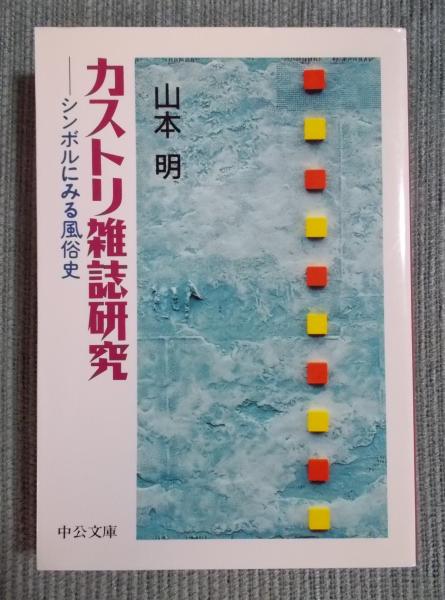 カストリ雑誌研究
──シンボルにみる風俗史
山本 明
中公文庫